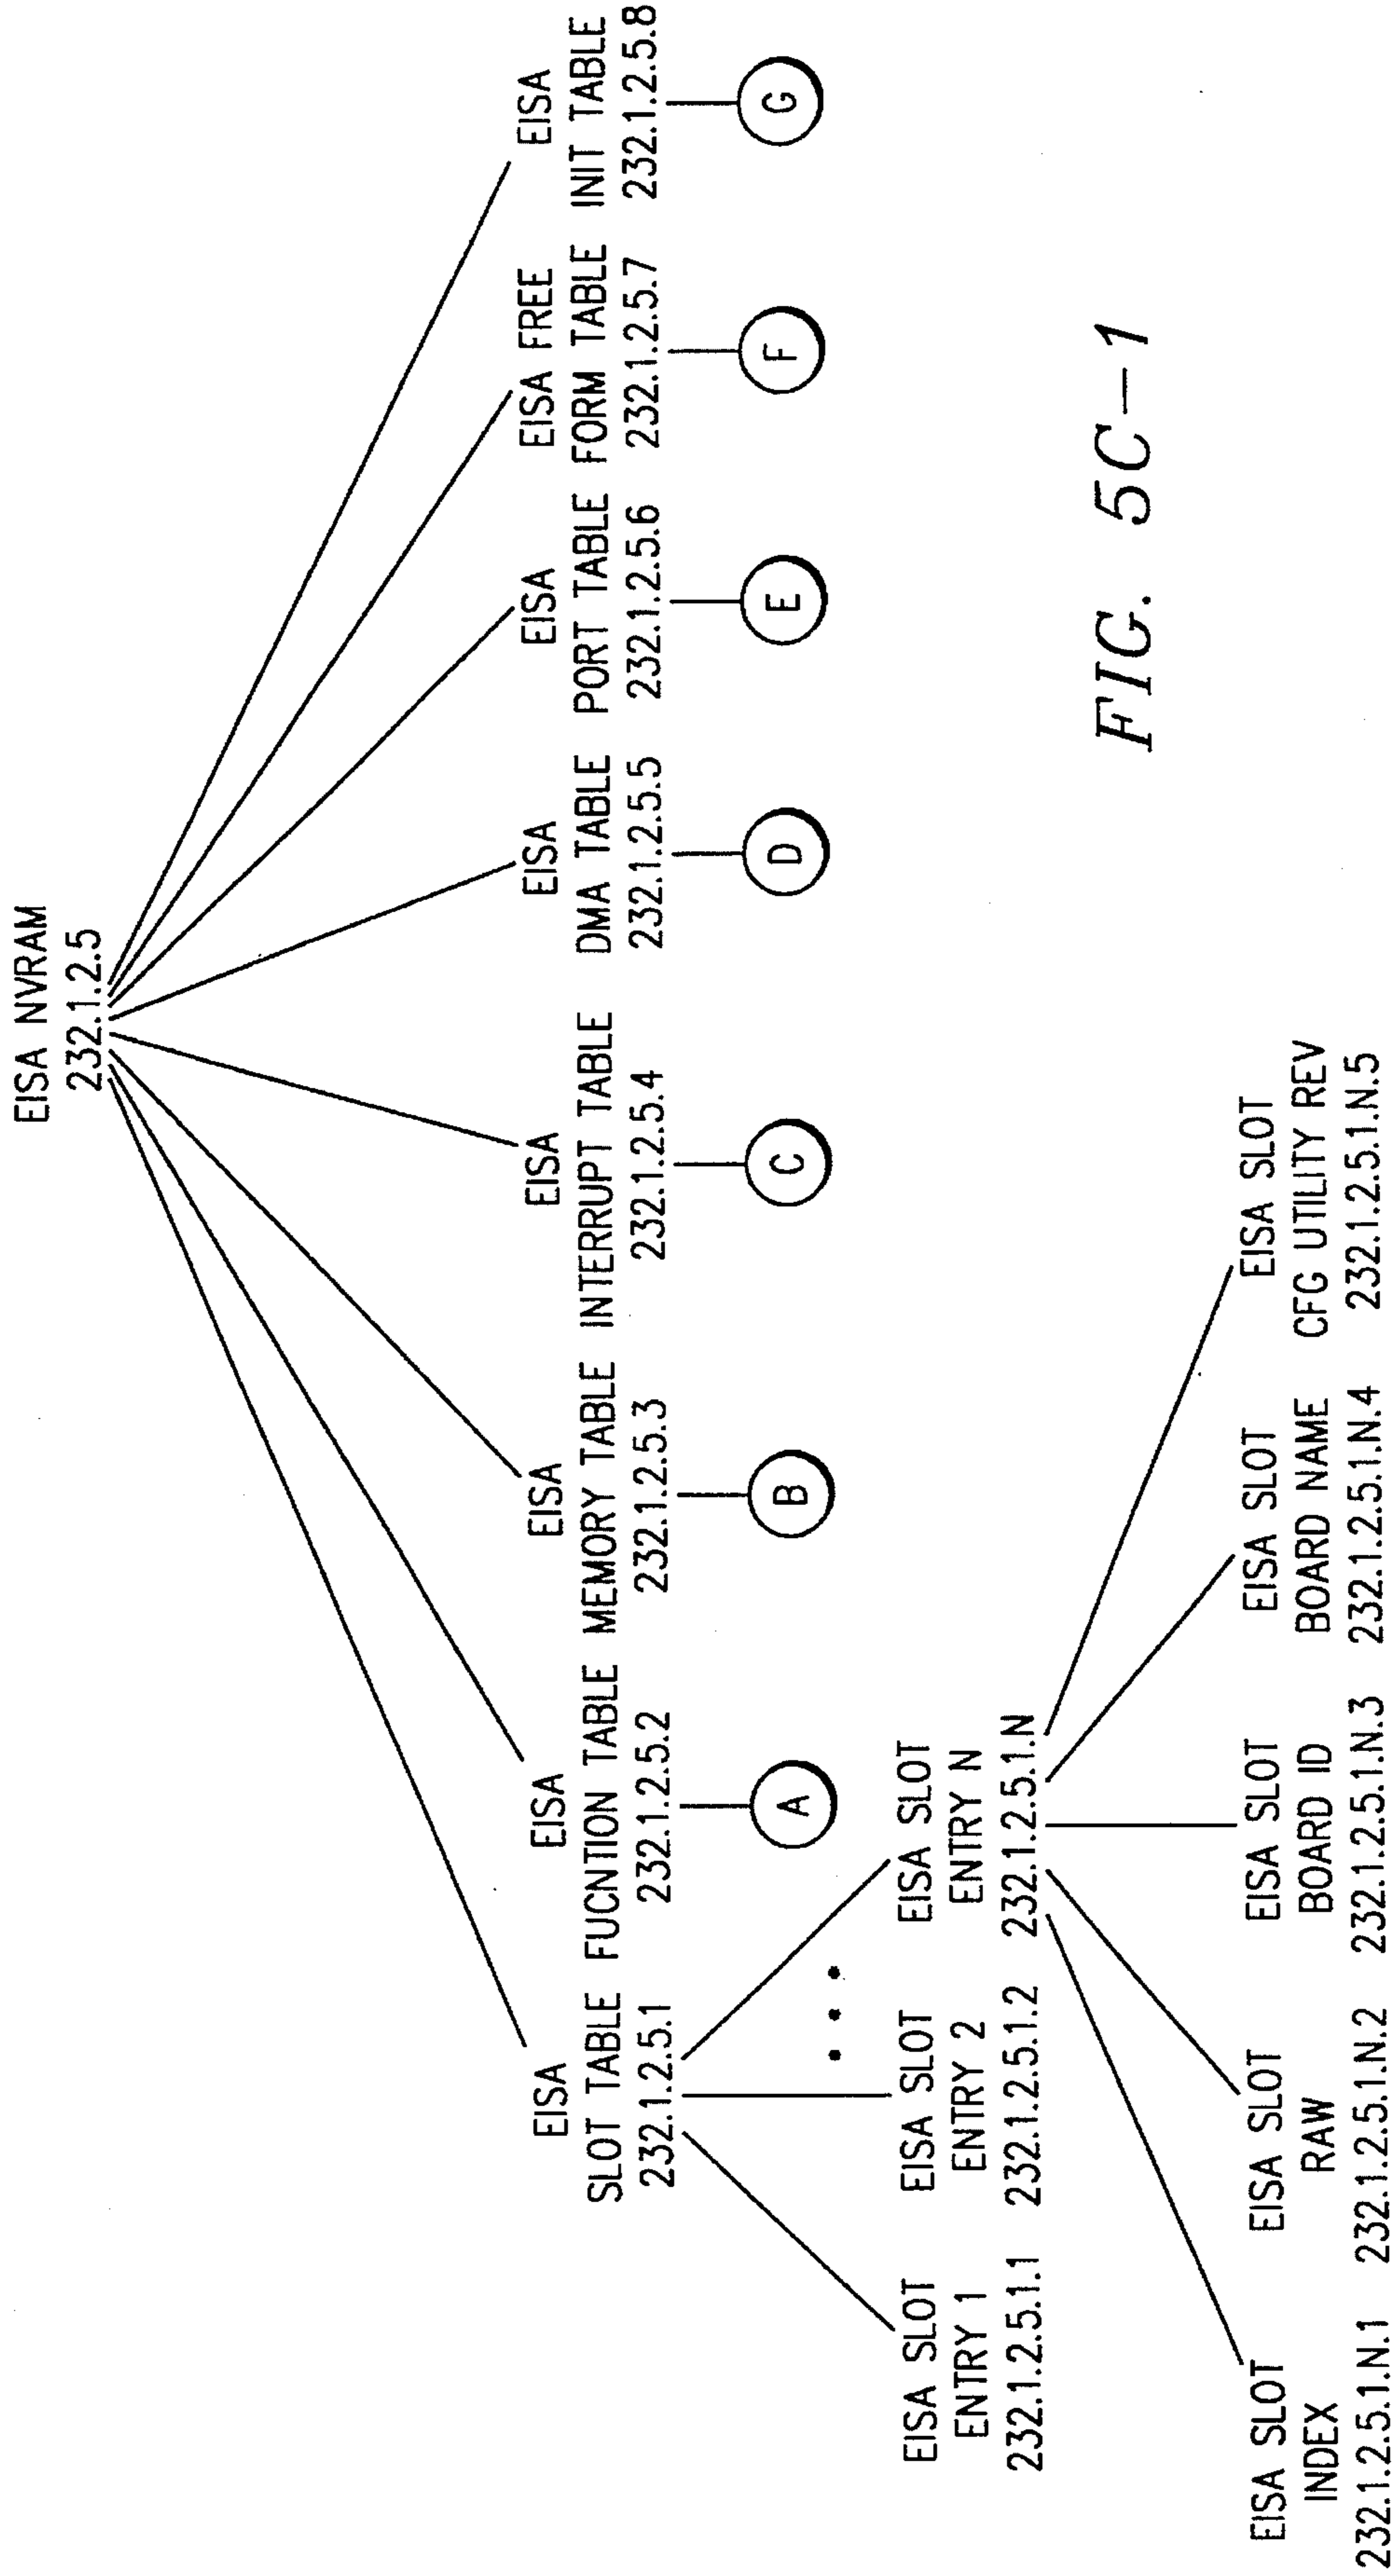 EISA NVRAM
232.1.2.5
EISA
SLOT TABLE
232.1.2.5.1
EISA
FUCNTION TABLE
232.1.2.5.2
EISA
MEMORY TABLE
232.1.2.5.3
EISA
INTERRUPT TABLE
232.1.2.5.4
EISA
DMA TABLE
232.1.2.5.5
EISA
PORT TABLE
232.1.2.5.6
EISA FREE
FORM TABLE
232.1.2.5.7
EISA
INIT TABLE
232.1.2.5.8
A
B
C
D
E
F
G
EISA SLOT
ENTRY 1
232.1.2.5.1.1
EISA SLOT
ENTRY 2
232.1.2.5.1.2
EISA SLOT
ENTRY N
232.1.2.5.1.N
EISA SLOT
INDEX
232.1.2.5.1.N.1
EISA SLOT
RAW
232.1.2.5.1.N.2
EISA SLOT
BOARD ID
232.1.2.5.1.N.3
EISA SLOT
BOARD NAME
232.1.2.5.1.N.4
EISA SLOT
CFG UTILITY REV
232.1.2.5.1.N.5
FIG. 5C-1